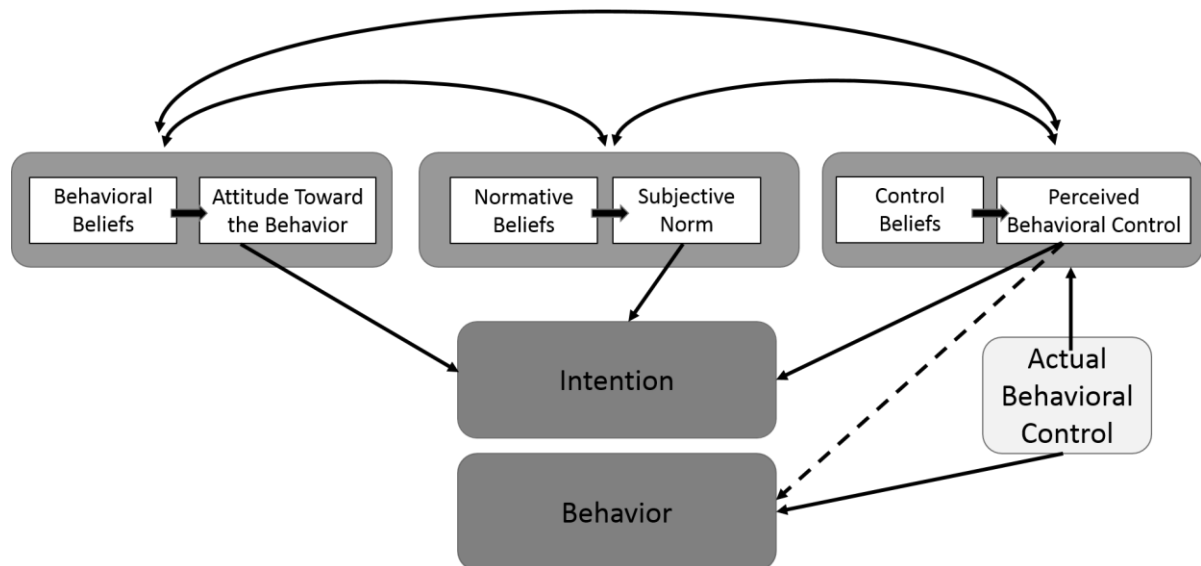 Behavioral
Beliefs
Attitude Toward
the Behavior
Normative
Beliefs
Subjective
Norm
Control
Beliefs
Perceived
Behavioral Control
Intention
Actual
Behavioral
Control
Behavior